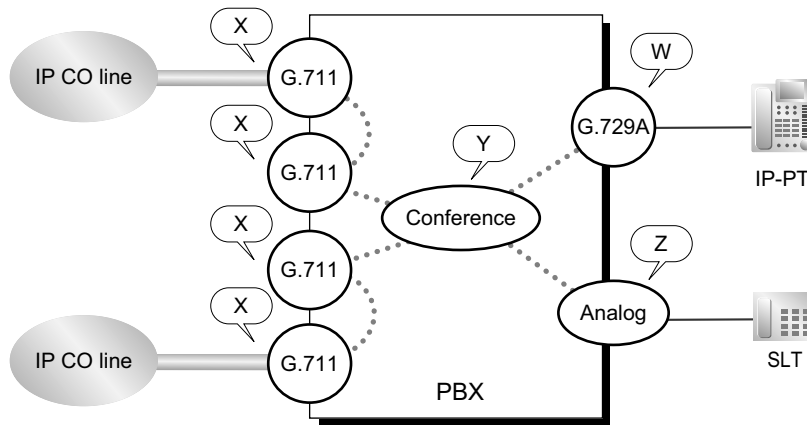 X
IP CO line
G.711
W
X
G.711
G.729A
Y
IP-PT
Conference
X
G.711
Z
X
Analog
IP CO line
G.711
SLT
PBX